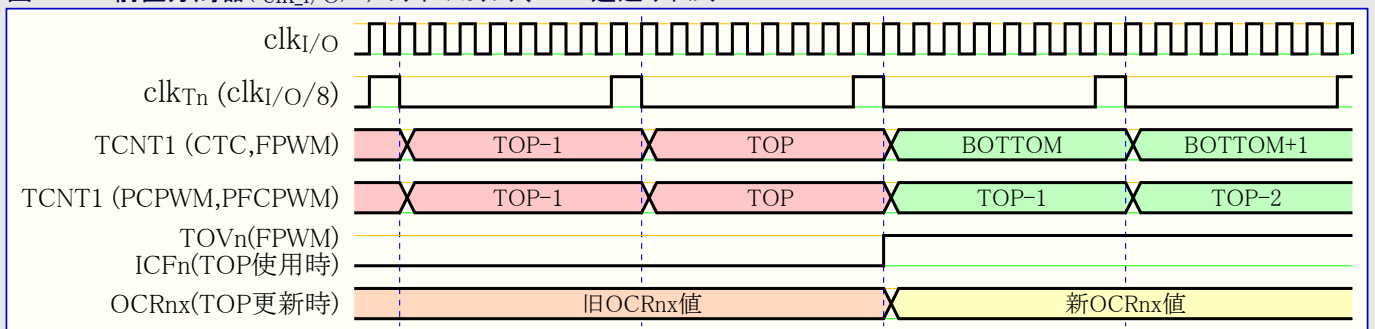 clkI/O
clkTn (clkI/O/8)
TCNT1 (CTC,FPWM) TOP-1 TOP BOTTOM BOTTOM+1
TCNT1 (PCPWM,PFCPWM) TOP-1 TOP TOP-1 TOP-2
TOVn(FPWM)
ICFn(TOP使用時)
OCRnx(TOP更新時) 旧OCRnx値 新OCRnx値